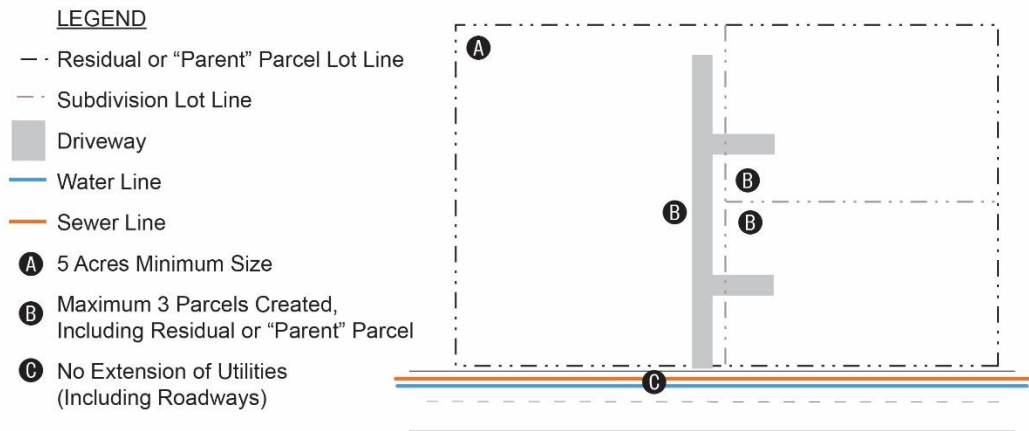 LEGEND
Residual or “Parent” Parcel Lot Line
Subdivision Lot Line
Driveway
Water Line
Sewer Line
A 5 Acres Minimum Size
B Maximum 3 Parcels Created,
Including Residual or “Parent” Parcel
C No Extension of Utilities
(Including Roadways)
A
B
B
B
C